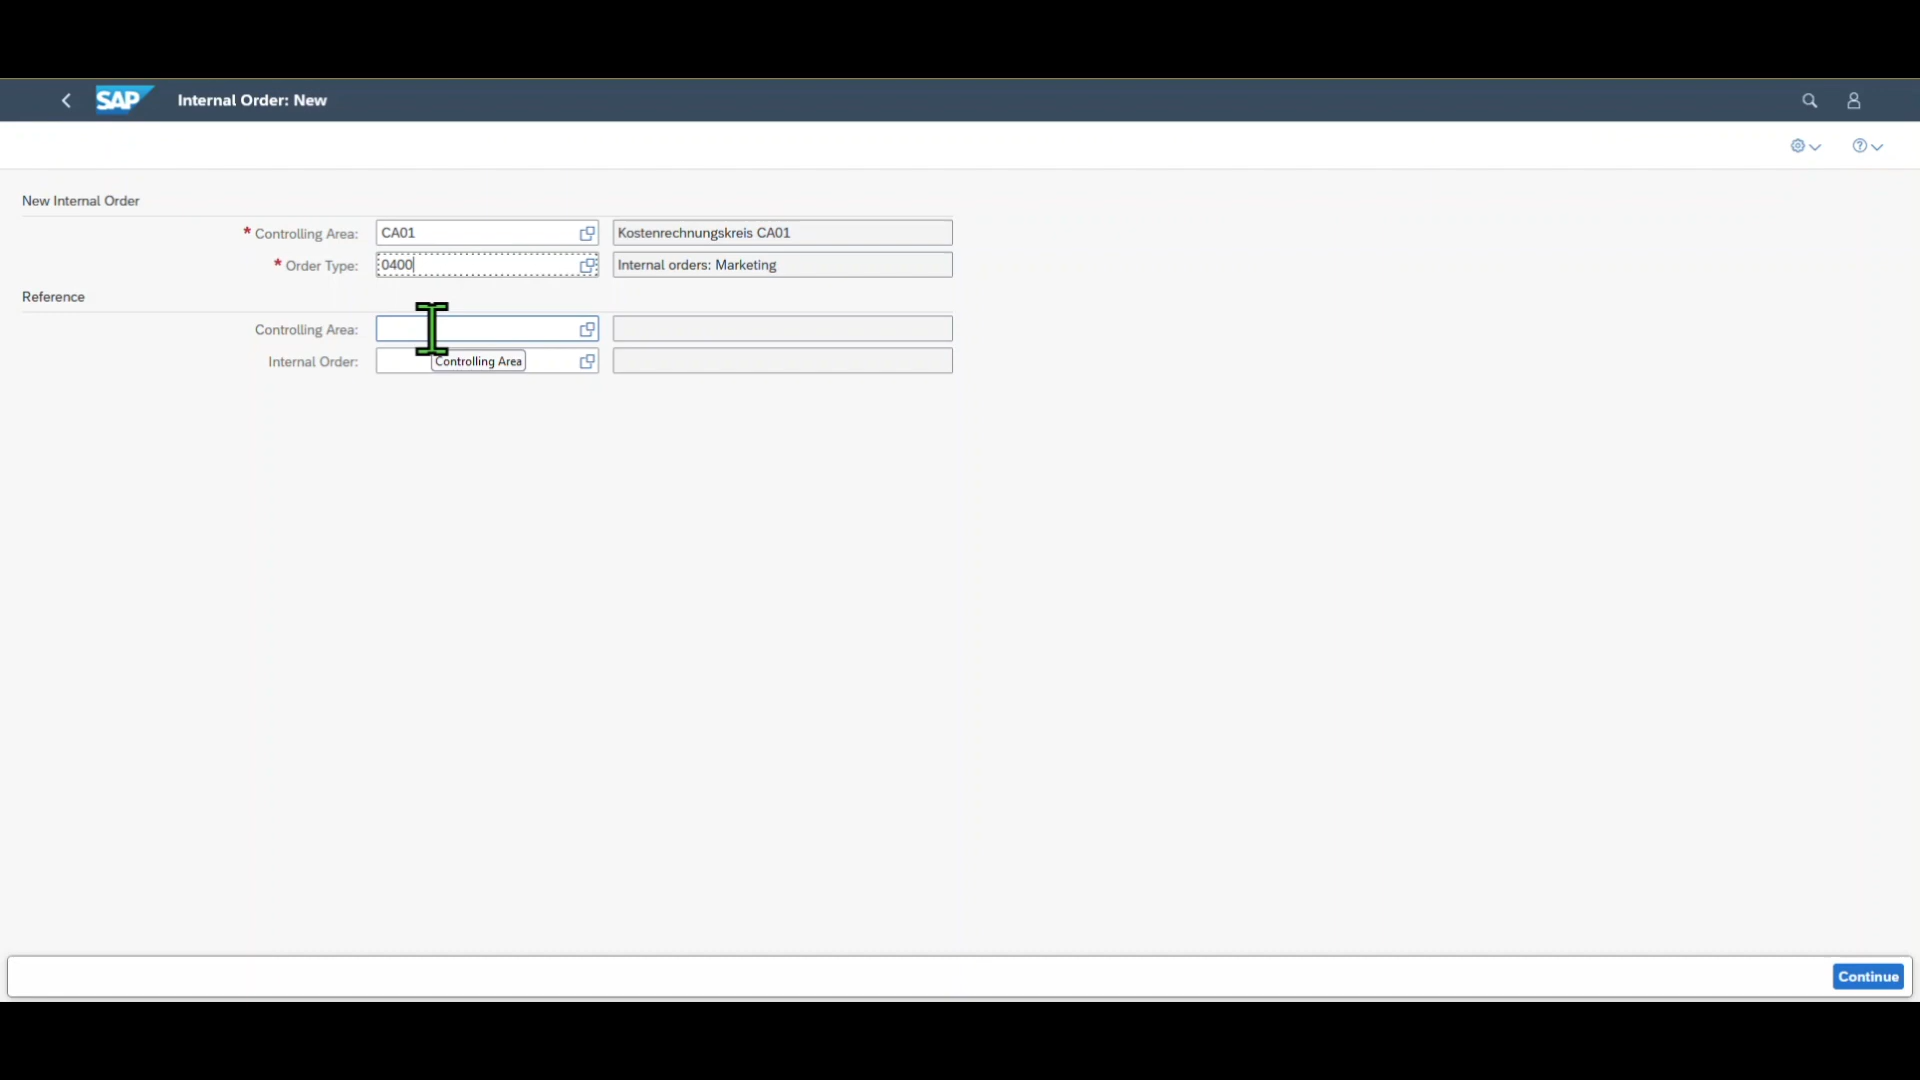 SAP Internal Order: New
New Internal Order
* Controlling Area: CA01 Kostenrechnungskreis CA01
* Order Type: 0400 Internal orders: Marketing
Reference
Controlling Area:
Internal Order: Controlling Area
Continue